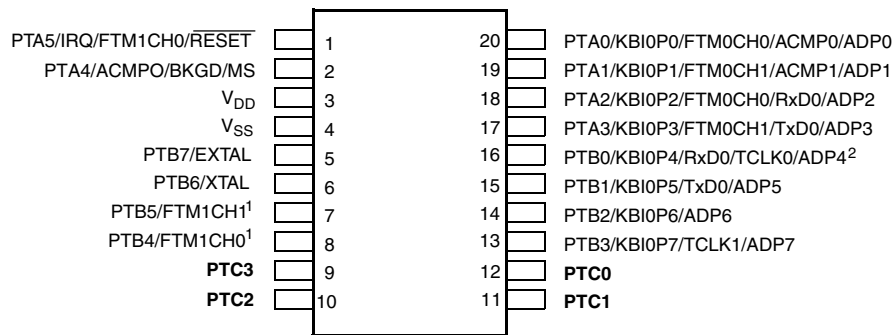 PTA5/IRQ/FTM1CH0/RESET 1 20 PTA0/KBI0P0/FTM0CH0/ACMP0/ADP0
PTA4/ACMPO/BKGD/MS 2 19 PTA1/KBI0P1/FTM0CH1/ACMP1/ADP1
VDD 3 18 PTA2/KBI0P2/FTM0CH0/RxD0/ADP2
VSS 4 17 PTA3/KBI0P3/FTM0CH1/TxD0/ADP3
PTB7/EXTAL 5 16 PTB0/KBI0P4/RxD0/TCLK0/ADP4²
PTB6/XTAL 6 15 PTB1/KBI0P5/TxD0/ADP5
PTB5/FTM1CH1¹ 7 14 PTB2/KBI0P6/ADP6
PTB4/FTM1CH0¹ 8 13 PTB3/KBI0P7/TCLK1/ADP7
PTC3 9 12 PTC0
PTC2 10 11 PTC1